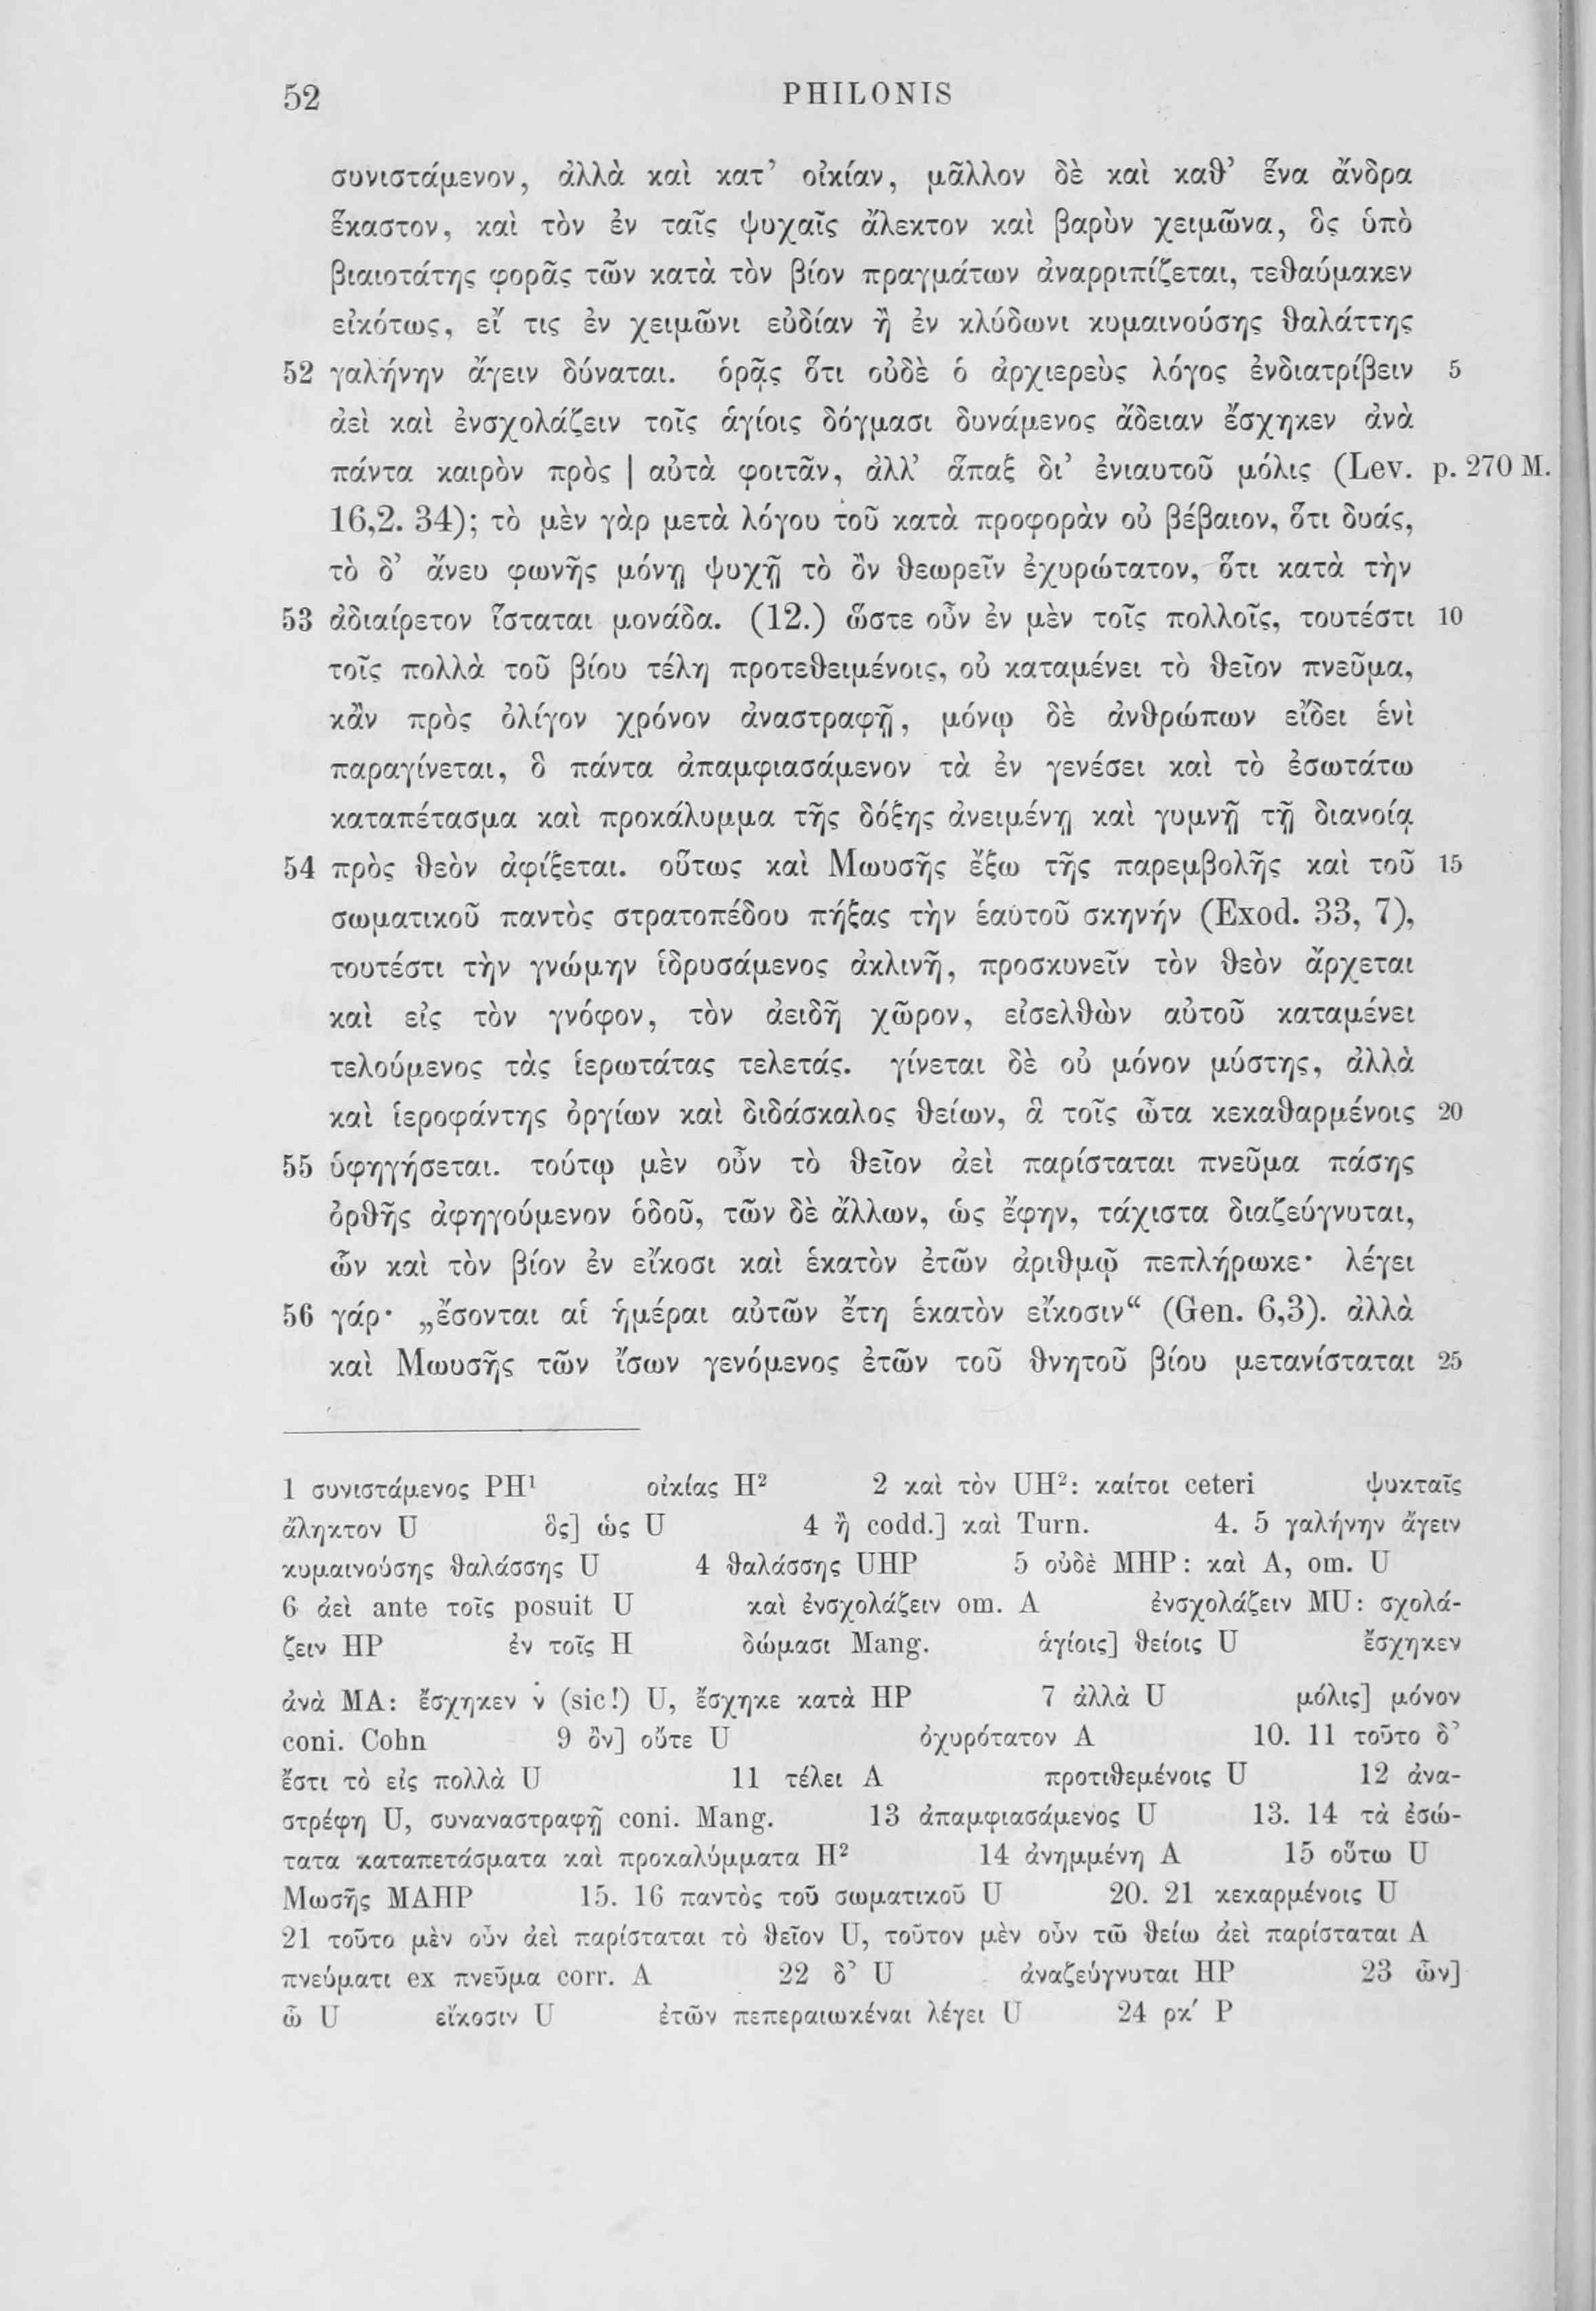 52 PHILONIS
συνιστάμενον, ἀλλὰ καὶ κατ’ οἰκίαν, μᾶλλον δὲ καὶ καθ’ ἕνα ἄνδρα
ἕκαστον, καὶ τὸν ἐν ταῖς ψυχαῖς ἄλεκτον καὶ βαρὺν χειμῶνα, ὃς ὑπὸ
βιαιοτάτης φορᾶς τῶν κατὰ τὸν βίον πραγμάτων ἀναρριπίζεται, τεθαύμακεν
εἰκότως, εἴ τις ἐν χειμῶνι εὐδίαν ἢ ἐν κλύδωνι κυμαινούσης θαλάττης
52 γαλήνην ἄγειν δύναται. ὁρᾷς ὅτι οὐδὲ ὁ ἀρχιερεὺς λόγος ἐνδιατρίβειν 5
ἀεὶ καὶ ἐνσχολάζειν τοῖς ἁγίοις δόγμασι δυνάμενος ἄδειαν ἔσχηκεν ἀνὰ
πάντα καιρὸν πρὸς | αὐτὰ φοιτᾶν, ἀλλ’ ἅπαξ δι’ ἐνιαυτοῦ μόλις (Lev. p. 270 M.
16,2. 34); τὸ μὲν γὰρ μετὰ λόγου τοῦ κατὰ προφορὰν οὐ βέβαιον, ὅτι δυάς,
τὸ δ’ ἄνευ φωνῆς μόνῃ ψυχῇ τὸ ὂν θεωρεῖν ἐχυρώτατον, ὅτι κατὰ τὴν
53 ἀδιαίρετον ἵσταται μονάδα. (12.) ὥστε οὖν ἐν μὲν τοῖς πολλοῖς, τουτέστι 10
τοῖς πολλὰ τοῦ βίου τέλη προτεθειμένοις, οὐ καταμένει τὸ θεῖον πνεῦμα,
κἂν πρὸς ὀλίγον χρόνον ἀναστραφῇ, μόνῳ δὲ ἀνθρώπων εἴδει ἑνὶ
παραγίνεται, ὃ πάντα ἀπαμφιασάμενον τὰ ἐν γενέσει καὶ τὸ ἐσωτάτω
καταπέτασμα καὶ προκάλυμμα τῆς δόξης ἀνειμένῃ καὶ γυμνῇ τῇ διανοίᾳ
54 πρὸς θεὸν ἀφίξεται. οὕτως καὶ Μωυσῆς ἔξω τῆς παρεμβολῆς καὶ τοῦ 15
σωματικοῦ παντὸς στρατοπέδου πήξας τὴν ἑαυτοῦ σκηνήν (Exod. 33, 7),
τουτέστι τὴν γνώμην ἱδρυσάμενος ἀκλινῆ, προσκυνεῖν τὸν θεὸν ἄρχεται
καὶ εἰς τὸν γνόφον, τὸν ἀειδῆ χῶρον, εἰσελθὼν αὐτοῦ καταμένει
τελούμενος τὰς ἱερωτάτας τελετάς. γίνεται δὲ οὐ μόνον μύστης, ἀλλὰ
καὶ ἱεροφάντης ὀργίων καὶ διδάσκαλος θείων, ἃ τοῖς ὦτα κεκαθαρμένοις 20
55 ὑφηγήσεται. τούτῳ μὲν οὖν τὸ θεῖον ἀεὶ παρίσταται πνεῦμα πάσης
ὀρθῆς ἀφηγούμενον ὁδοῦ, τῶν δὲ ἄλλων, ὡς ἔφην, τάχιστα διαζεύγνυται,
ὧν καὶ τὸν βίον ἐν εἴκοσι καὶ ἑκατὸν ἐτῶν ἀριθμῷ πεπλήρωκε· λέγει
56 γάρ· „ἔσονται αἱ ἡμέραι αὐτῶν ἔτη ἑκατὸν εἴκοσιν“ (Gen. 6,3). ἀλλὰ
καὶ Μωυσῆς τῶν ἴσων γενόμενος ἐτῶν τοῦ θνητοῦ βίου μετανίσταται 25
1 συνιστάμενος PH¹ οἰκίας H² 2 καὶ τὸν UH²: καίτοι ceteri ψυκταῖς
ἄληκτον U ὃς] ὡς U 4 ἢ codd.] καὶ Turn. 4. 5 γαλήνην ἄγειν
κυμαινούσης θαλάσσης U 4 θαλάσσης UHP 5 οὐδὲ MHP: καὶ A, om. U
6 ἀεὶ ante τοῖς posuit U καὶ ἐνσχολάζειν om. A ἐνσχολάζειν MU: σχολά-
ζειν HP ἐν τοῖς H δώμασι Mang. ἁγίοις] θείοις U ἔσχηκεν
ἀνὰ MA: ἔσχηκεν ν̇ (sic!) U, ἔσχηκε κατὰ HP 7 ἀλλὰ U μόλις] μόνον
coni. Cohn 9 ὂν] οὔτε U ὀχυρότατον A 10. 11 τοῦτο δ’
ἔστι τὸ εἰς πολλὰ U 11 τέλει A προτιθεμένοις U 12 ἀνα-
στρέφη U, συναναστραφῇ coni. Mang. 13 ἀπαμφιασάμενος U 13. 14 τὰ ἐσώ-
τατα καταπετάσματα καὶ προκαλύμματα H² 14 ἀνημμένη A 15 οὕτω U
Μωσῆς MAHP 15. 16 παντὸς τοῦ σωματικοῦ U 20. 21 κεκαρμένοις U
21 τοῦτο μὲν οὖν ἀεὶ παρίσταται τὸ θεῖον U, τοῦτον μὲν οὖν τῶ θείω ἀεὶ παρίσταται A
πνεύματι ex πνεῦμα corr. A 22 δ’ U ἀναζεύγνυται HP 23 ὧν]
ὦ U εἴκοσιν U ἐτῶν πεπεραιωκέναι λέγει U 24 ρκʹ P